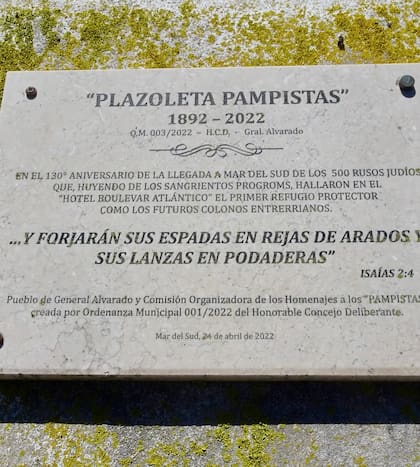 "PLAZOLETA PAMPISTAS"
1892 – 2022
O.M. 003/2022 – H.C.D. - Gral. Alvarado
EN EL 130° ANIVERSARIO DE LA LLEGADA A MAR DEL SUD DE LOS 500 RUSOS JUDÍOS
QUE, HUYENDO DE LOS SANGRIENTOS PROGROMS, HALLARON EN EL
"HOTEL BOULEVAR ATLÁNTICO" EL PRIMER REFUGIO PROTECTOR
COMO LOS FUTUROS COLONOS ENTRERRIANOS.
...Y FORJARÁN SUS ESPADAS EN REJAS DE ARADOS Y
SUS LANZAS EN PODADERAS"
ISAÍAS 2:4
Pueblo de General Alvarado y Comisión Organizadora de los Homenajes a los "PAMPISTAS
creada por Ordenanza Municipal 001/2022 del Honorable Concejo Deliberante.
Mar del Sud, 24 de abril de 2022